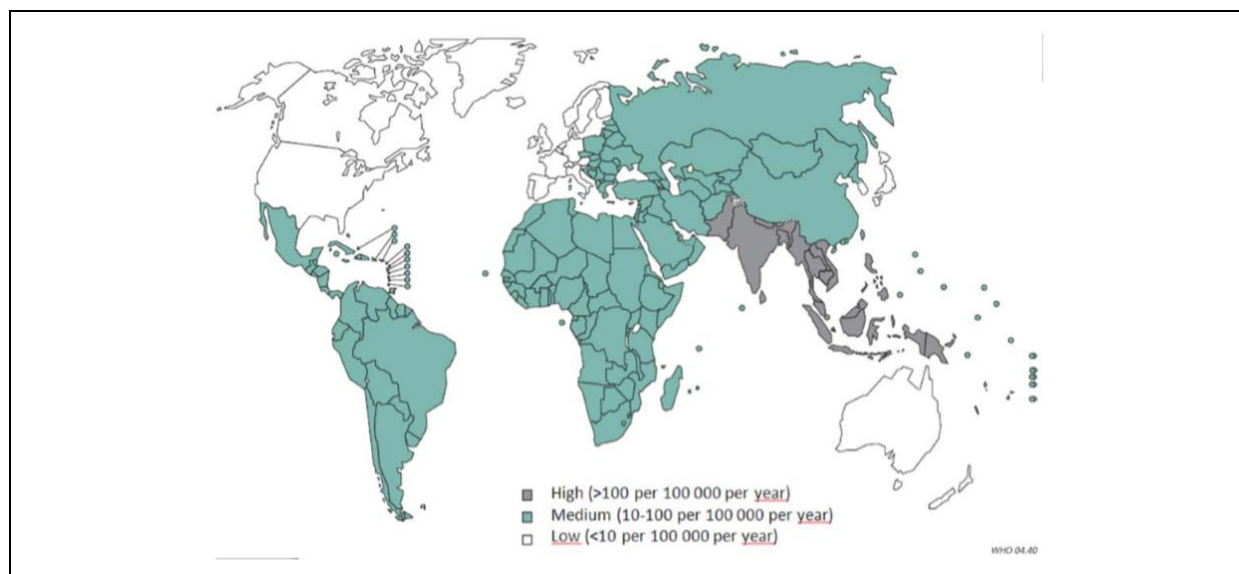 High (>100 per 100 000 per year)
Medium (10-100 per 100 000 per year)
Low (<10 per 100 000 per year)
WHO 04.40